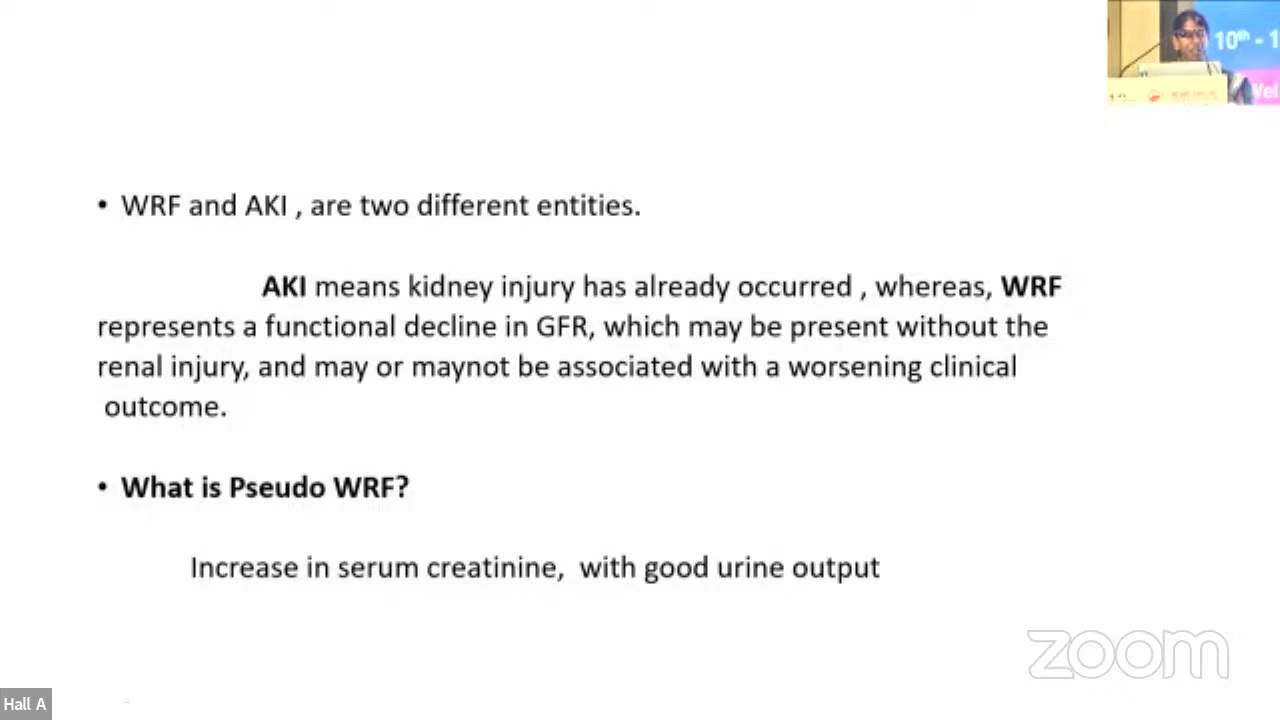 10th - 1
Wel
• WRF and AKI , are two different entities.
AKI means kidney injury has already occurred , whereas, WRF
represents a functional decline in GFR, which may be present without the
renal injury, and may or maynot be associated with a worsening clinical
outcome.
• What is Pseudo WRF?
Increase in serum creatinine, with good urine output
zoom
Hall A